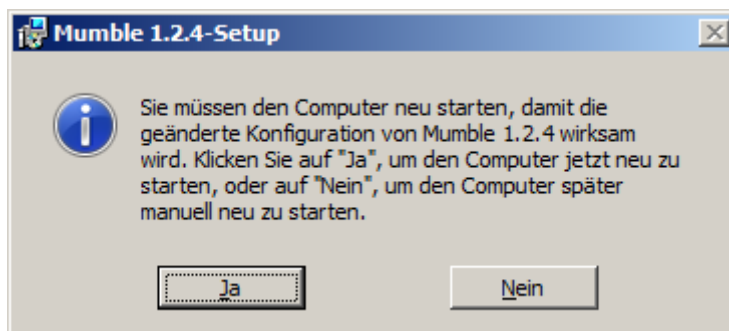 Mumble 1.2.4-Setup
Sie müssen den Computer neu starten, damit die
geänderte Konfiguration von Mumble 1.2.4 wirksam
wird. Klicken Sie auf "Ja", um den Computer jetzt neu zu
starten, oder auf "Nein", um den Computer später
manuell neu zu starten.
Ja
Nein